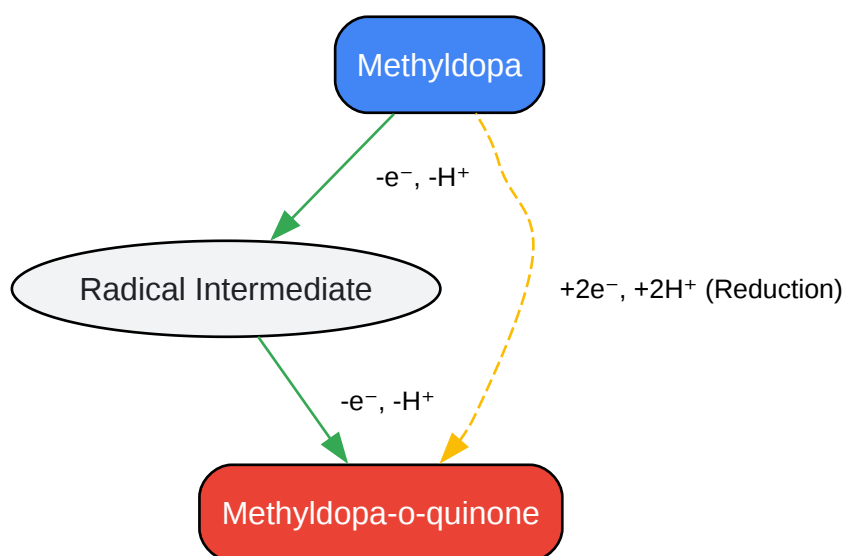 Methyldopa
-e⁻, -H⁺
Radical Intermediate
+2e⁻, +2H⁺ (Reduction)
-e⁻, -H⁺
Methyldopa-o-quinone